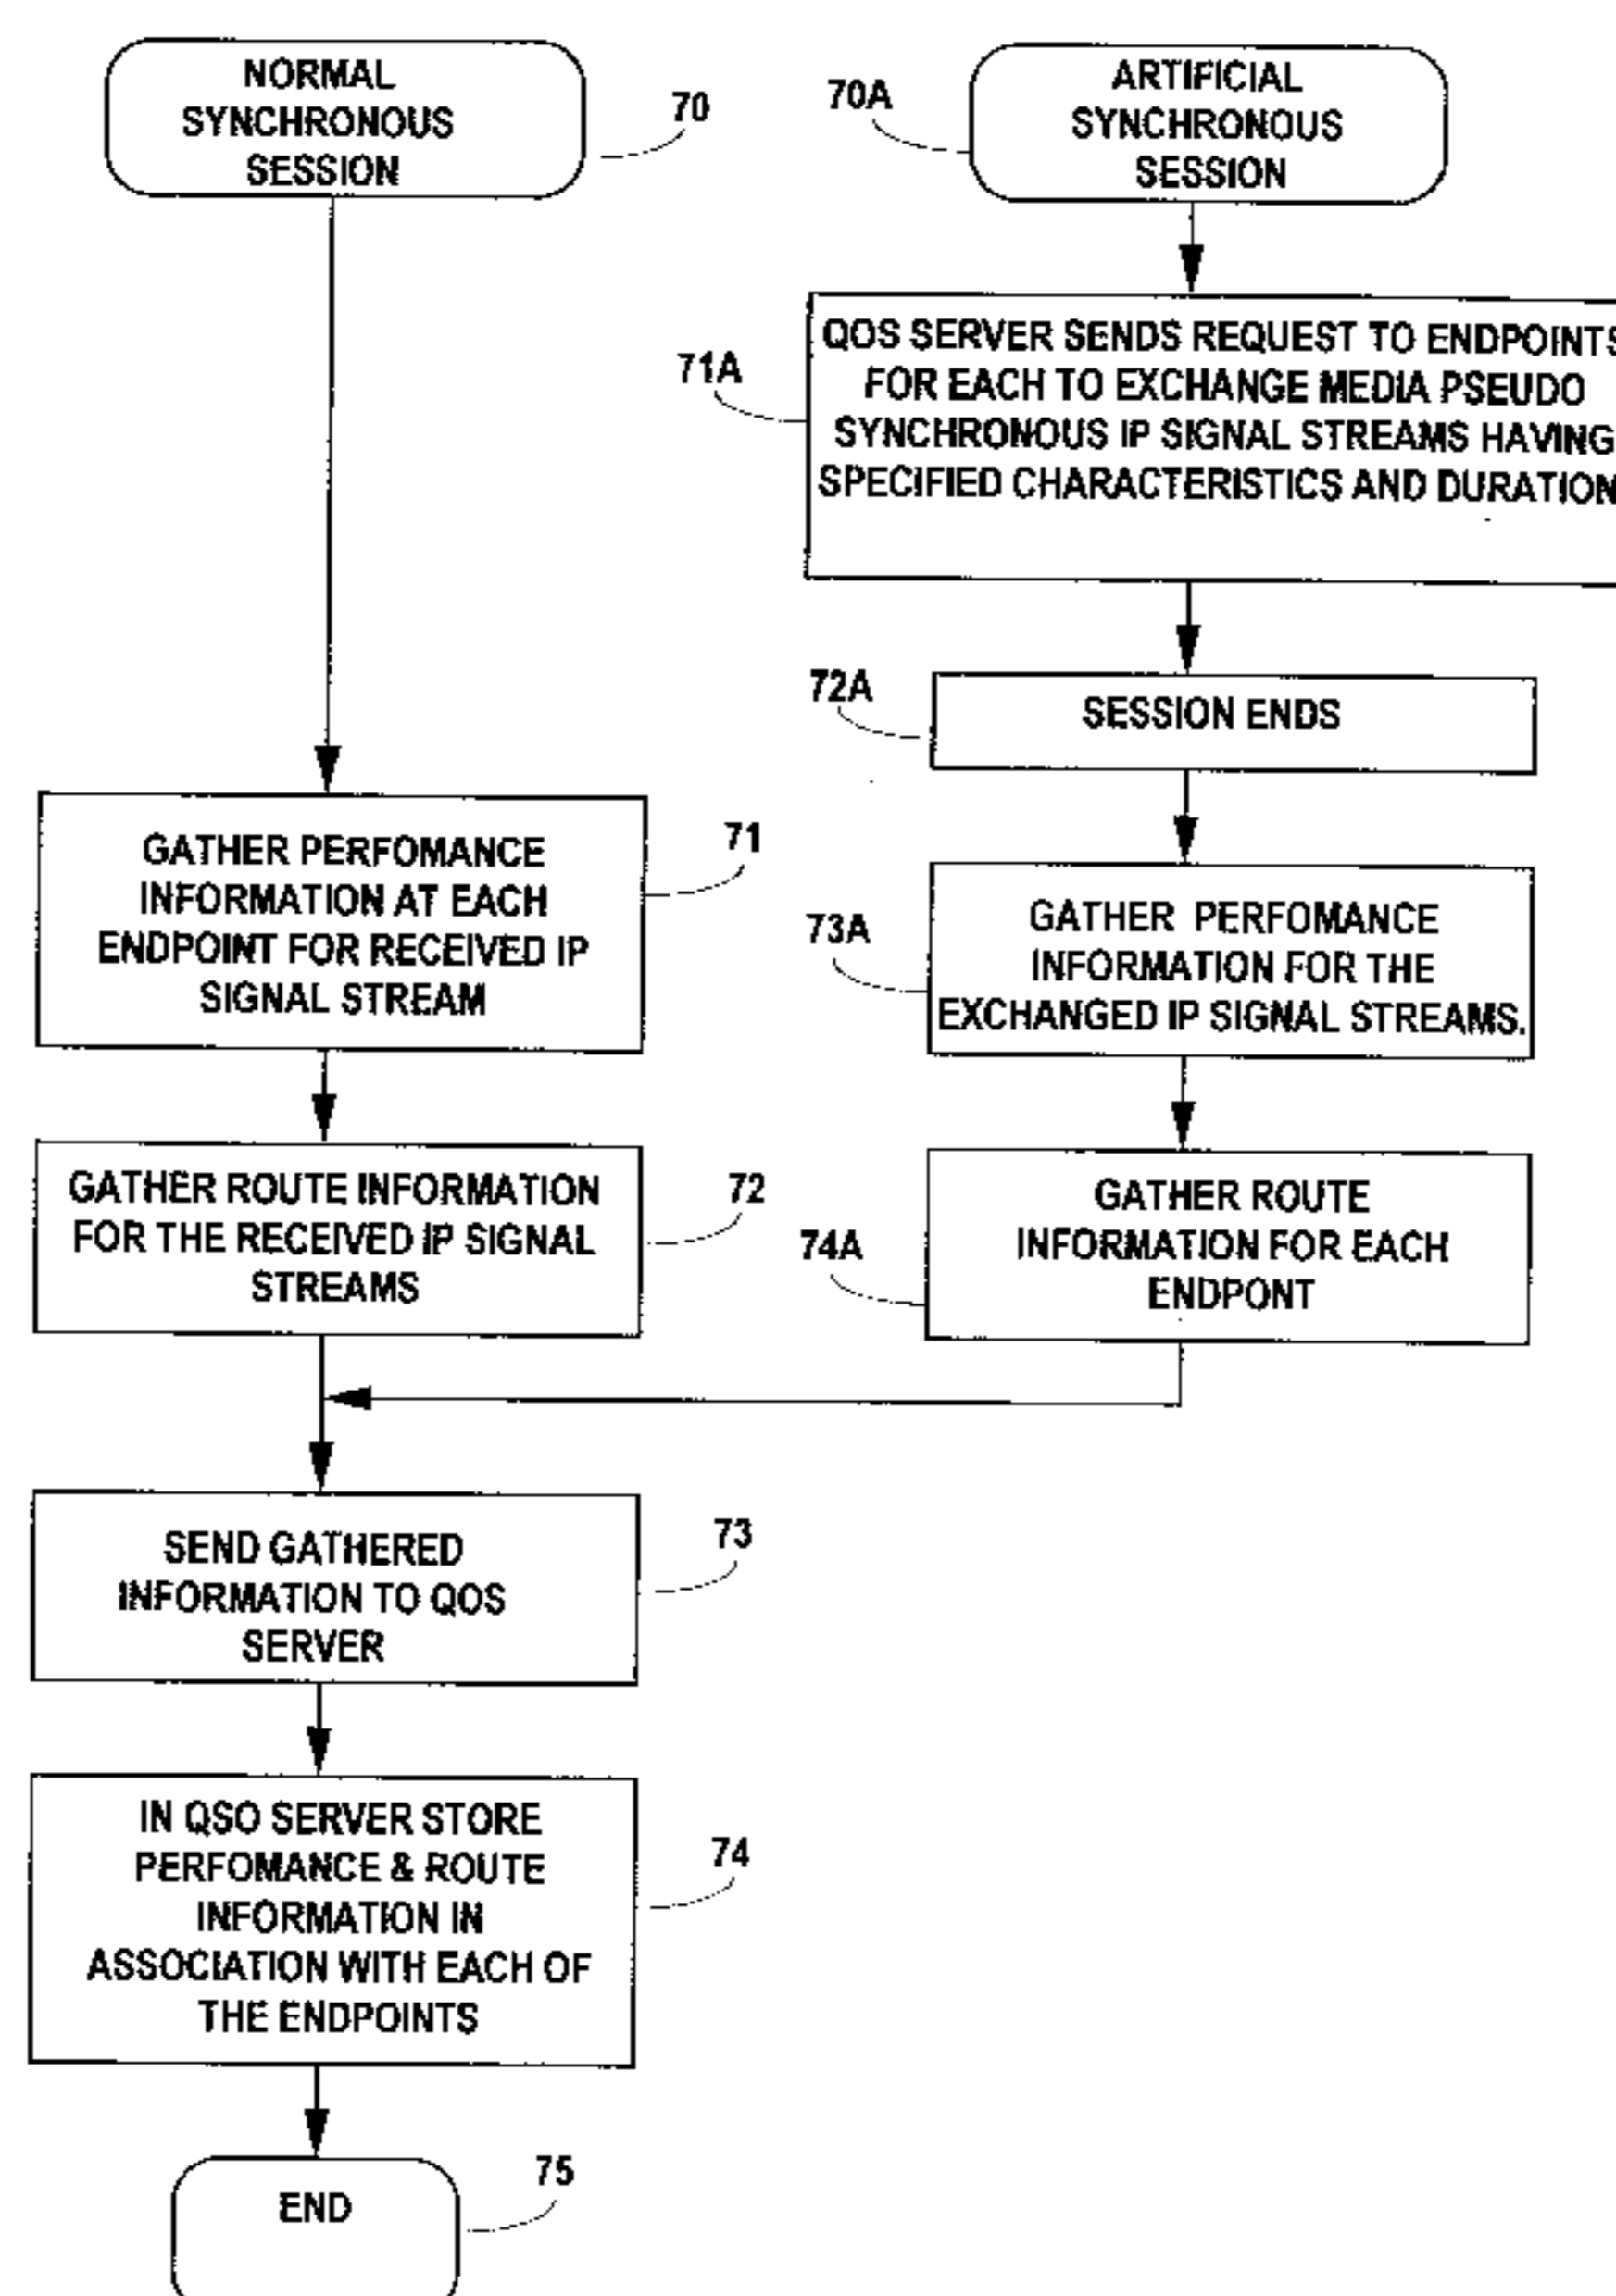 NORMAL
SYNCHRONOUS
SESSION
70
70A
ARTIFICIAL
SYNCHRONOUS
SESSION
71A
QOS SERVER SENDS REQUEST TO ENDPOINTS
FOR EACH TO EXCHANGE MEDIA PSEUDO
SYNCHRONOUS IP SIGNAL STREAMS HAVING
SPECIFIED CHARACTERISTICS AND DURATION
72A
SESSION ENDS
GATHER PERFOMANCE
INFORMATION AT EACH
ENDPOINT FOR RECEIVED IP
SIGNAL STREAM
71
73A
GATHER PERFOMANCE
INFORMATION FOR THE
EXCHANGED IP SIGNAL STREAMS.
GATHER ROUTE INFORMATION
FOR THE RECEIVED IP SIGNAL
STREAMS
72
74A
GATHER ROUTE
INFORMATION FOR EACH
ENDPONT
SEND GATHERED
INFORMATION TO QOS
SERVER
73
IN QSO SERVER STORE
PERFOMANCE & ROUTE
INFORMATION IN
ASSOCIATION WITH EACH OF
THE ENDPOINTS
74
END
75